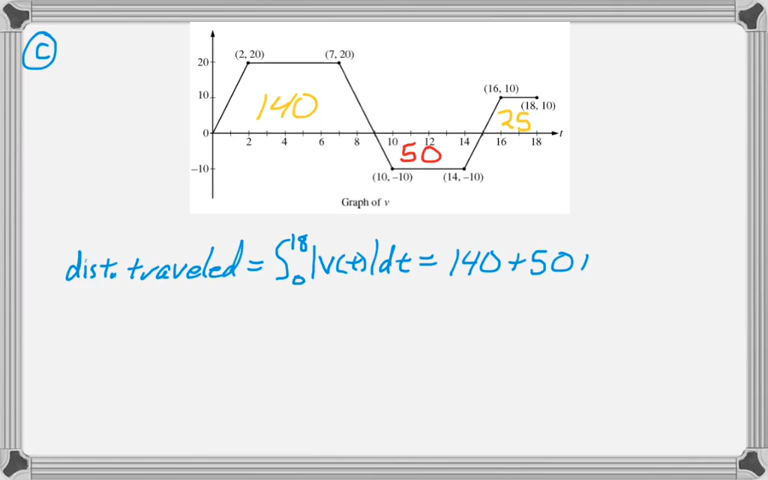 C
(2, 20) (7, 20)
20
(16, 10)
10
140
(18, 10)
25
0 2 4 6 8 10 12 14 16 18 t
50
-10
(10, -10) (14, -10)
Graph of v
dist. traveled = ∫₀¹⁸ |v(t)| dt = 140 + 50